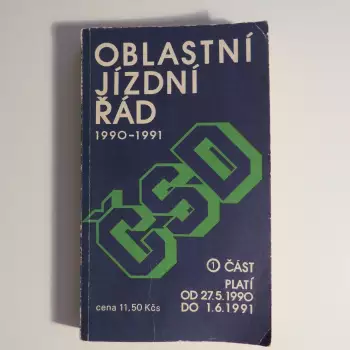 OBLASTNÍ
JÍZDNÍ
ŘÁD
1990-1991
ČSD
① ČÁST
PLATÍ
OD 27.5.1990
DO 1.6.1991
cena 11,50 Kčs